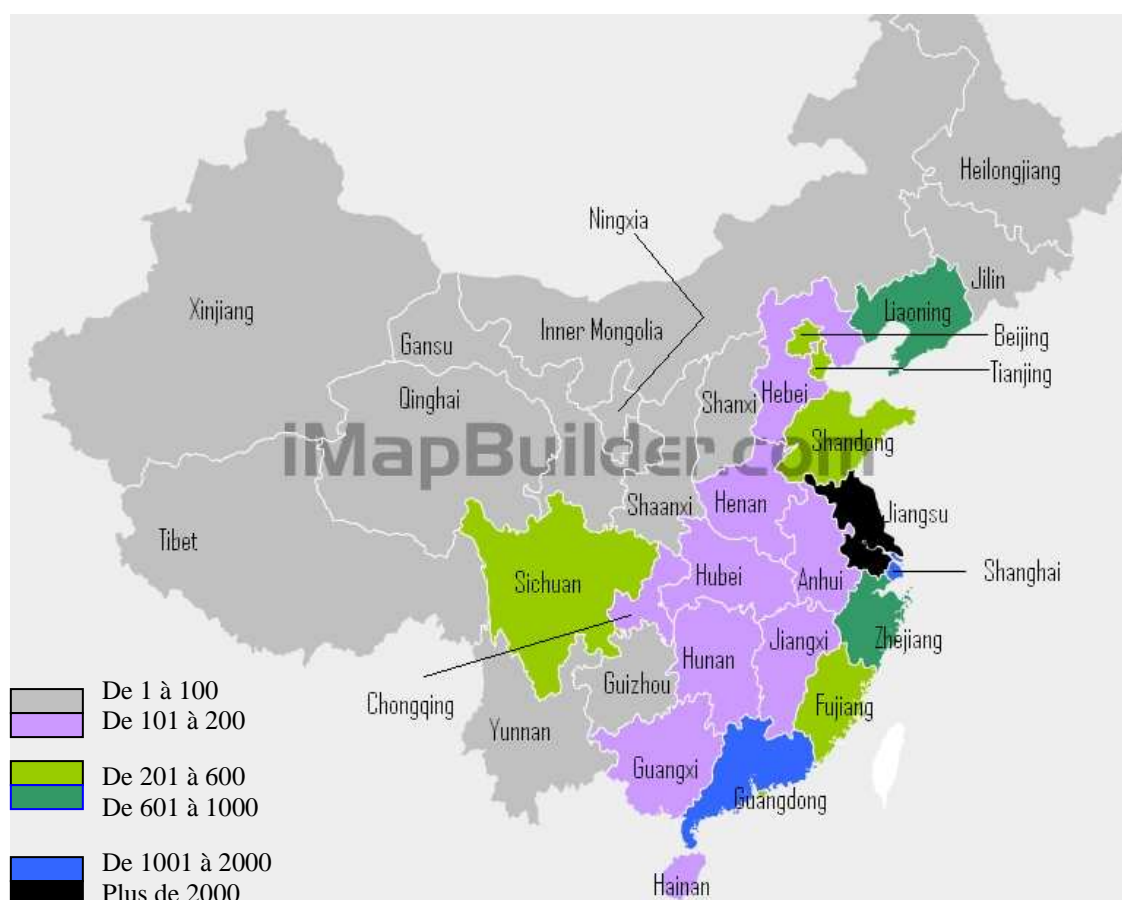 Heilongjiang
Ningxia
Jilin
Xinjiang
Liaoning
Inner Mongolia
Beijing
Gansu
Tianjing
Qinghai
Shanxi
Hebei
Shandong
iMapBuilder.com
Shaanxi
Henan
Jiangsu
Tibet
Sichuan
Hubei
Anhui
Shanghai
Jiangxi
Zhejiang
Hunan
Guizhou
Chongqing
Fujiang
Yunnan
Guangxi
Guangdong
Hainan
De 1 à 100
De 101 à 200
De 201 à 600
De 601 à 1000
De 1001 à 2000
Plus de 2000